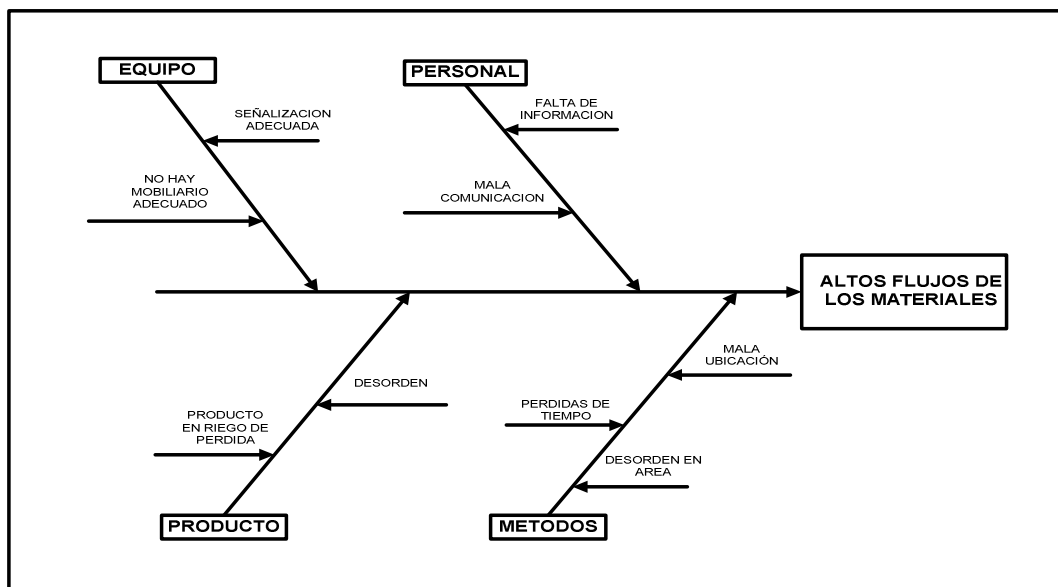 EQUIPO
PERSONAL
SEÑALIZACION
ADECUADA
FALTA DE
INFORMACION
NO HAY
MOBILIARIO
ADECUADO
MALA
COMUNICACION
ALTOS FLUJOS DE
LOS MATERIALES
MALA
UBICACIÓN
DESORDEN
PERDIDAS DE
TIEMPO
PRODUCTO
EN RIEGO DE
PERDIDA
DESORDEN EN
AREA
PRODUCTO
METODOS